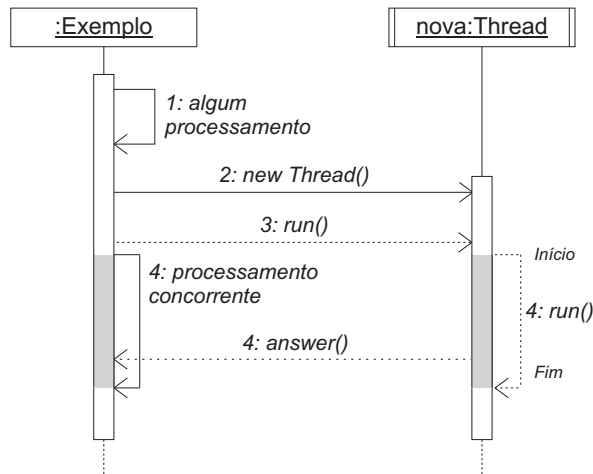 :Exemplo
nova:Thread
1: algum
processamento
2: new Thread()
3: run()
Início
4: processamento
concorrente
4: run()
4: answer()
Fim